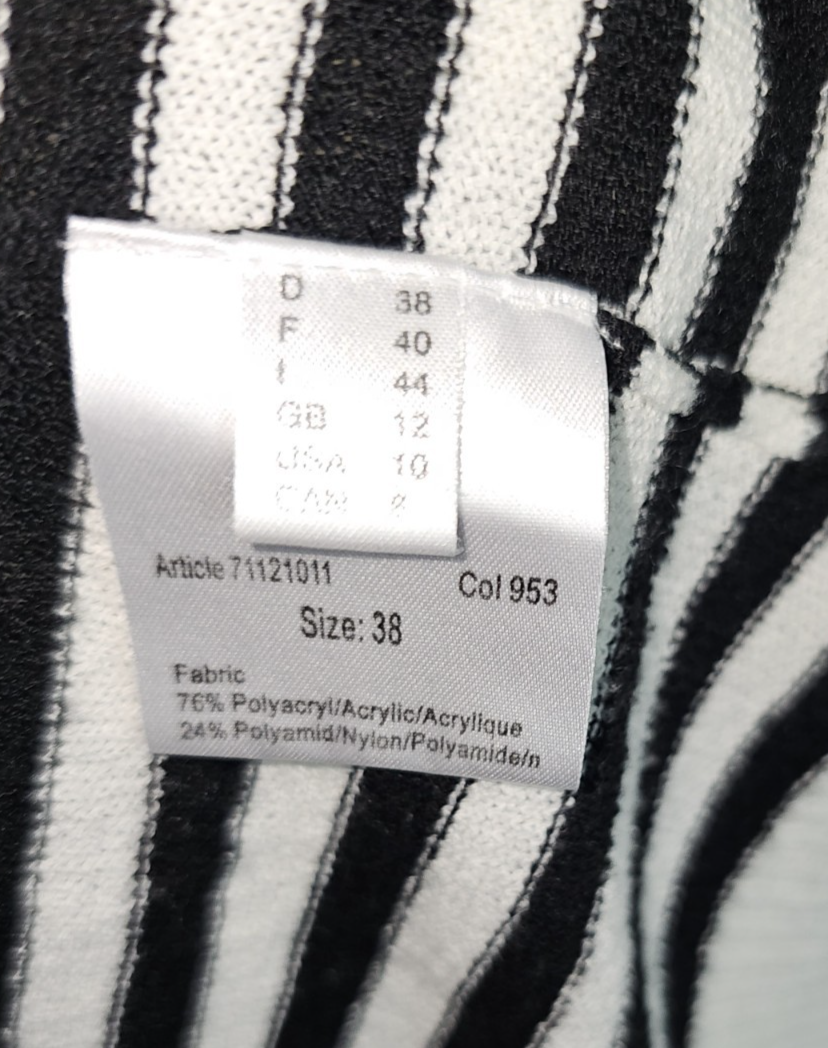 D 38
F 40
I 44
GB 12
USA 10
CAN
Article 71121011 Col 953
Size: 38
Fabric
76% Polyacryl/Acrylic/Acrylique
24% Polyamid/Nylon/Polyamide/n